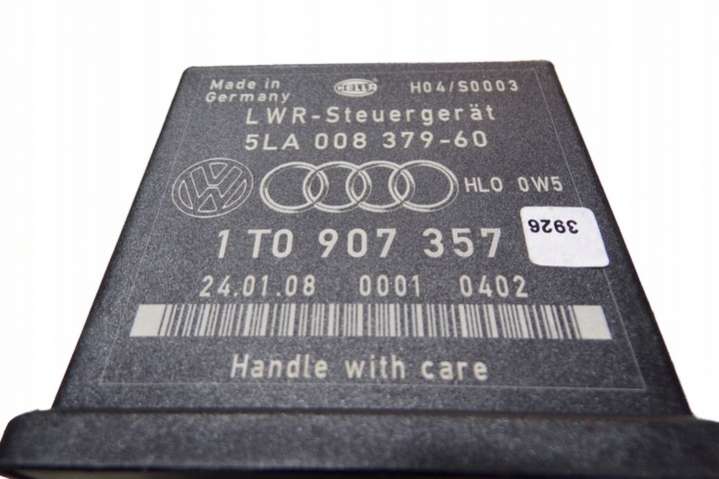 Made in
Germany
HELLA
H04/S0003
LWR-Steuergerät
5LA 008 379-60
VW
HLO 0W5
1T0 907 357
3926
24.01.08 0001 0402
Handle with care